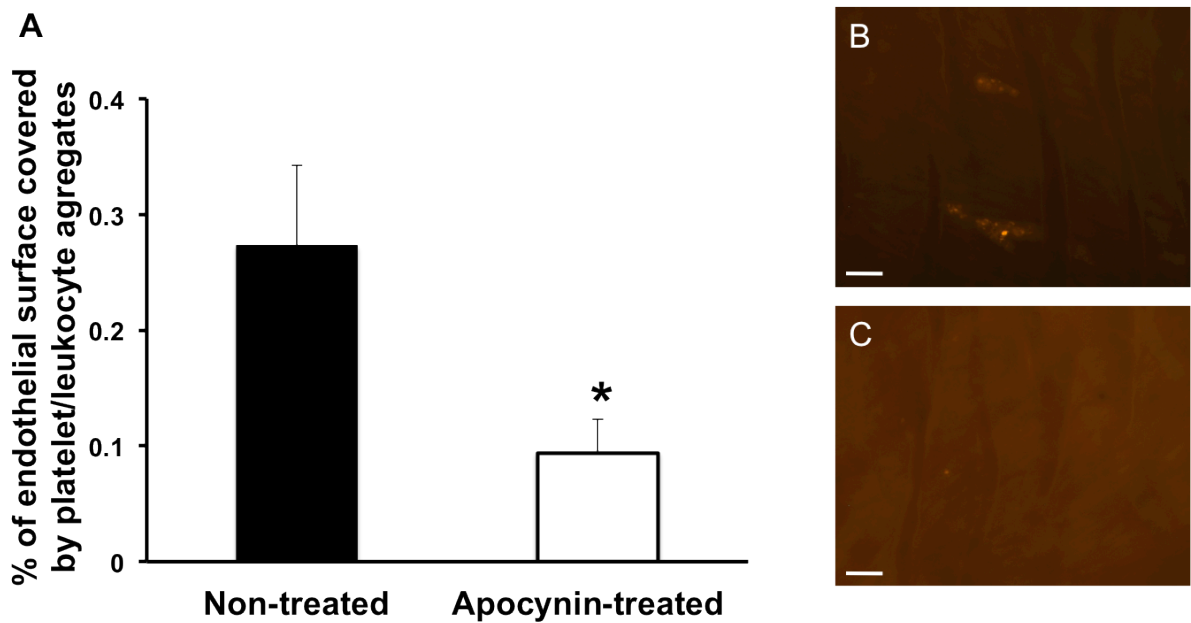 A
% of endothelial surface covered
by platelet/leukocyte agregates
0.4
0.3
0.2
0.1
0
*
Non-treated
Apocynin-treated
B
C